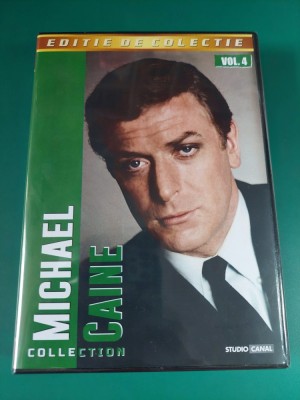 EDITIE DE COLECTIE
VOL. 4
MICHAEL
CAINE
COLLECTION
STUDIO CANAL